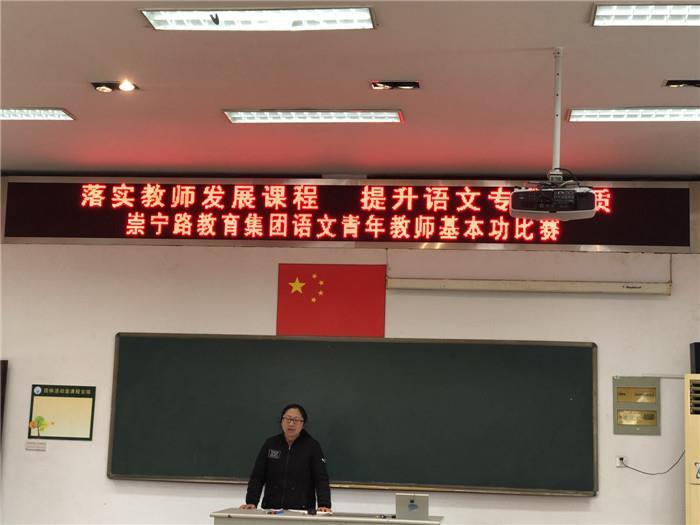 落实教师发展课程 提升语文专 质
崇宁路教育集团语文青年教师基本功比赛